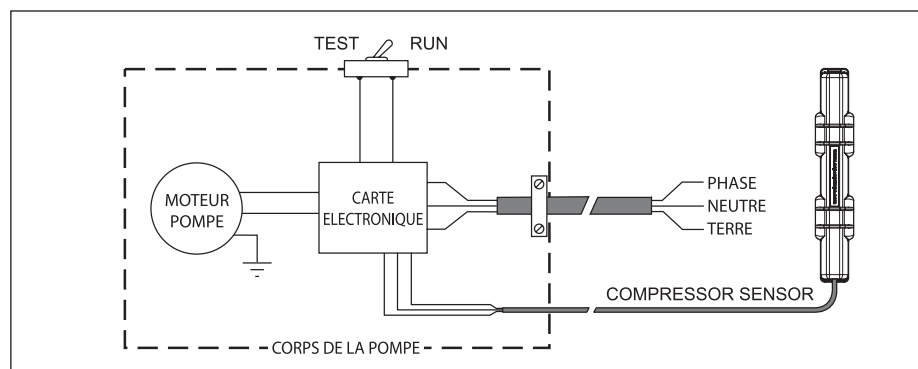 TEST RUN
MOTEUR
POMPE
CARTE
ELECTRONIQUE
PHASE
NEUTRE
TERRE
COMPRESSOR SENSOR
CORPS DE LA POMPE